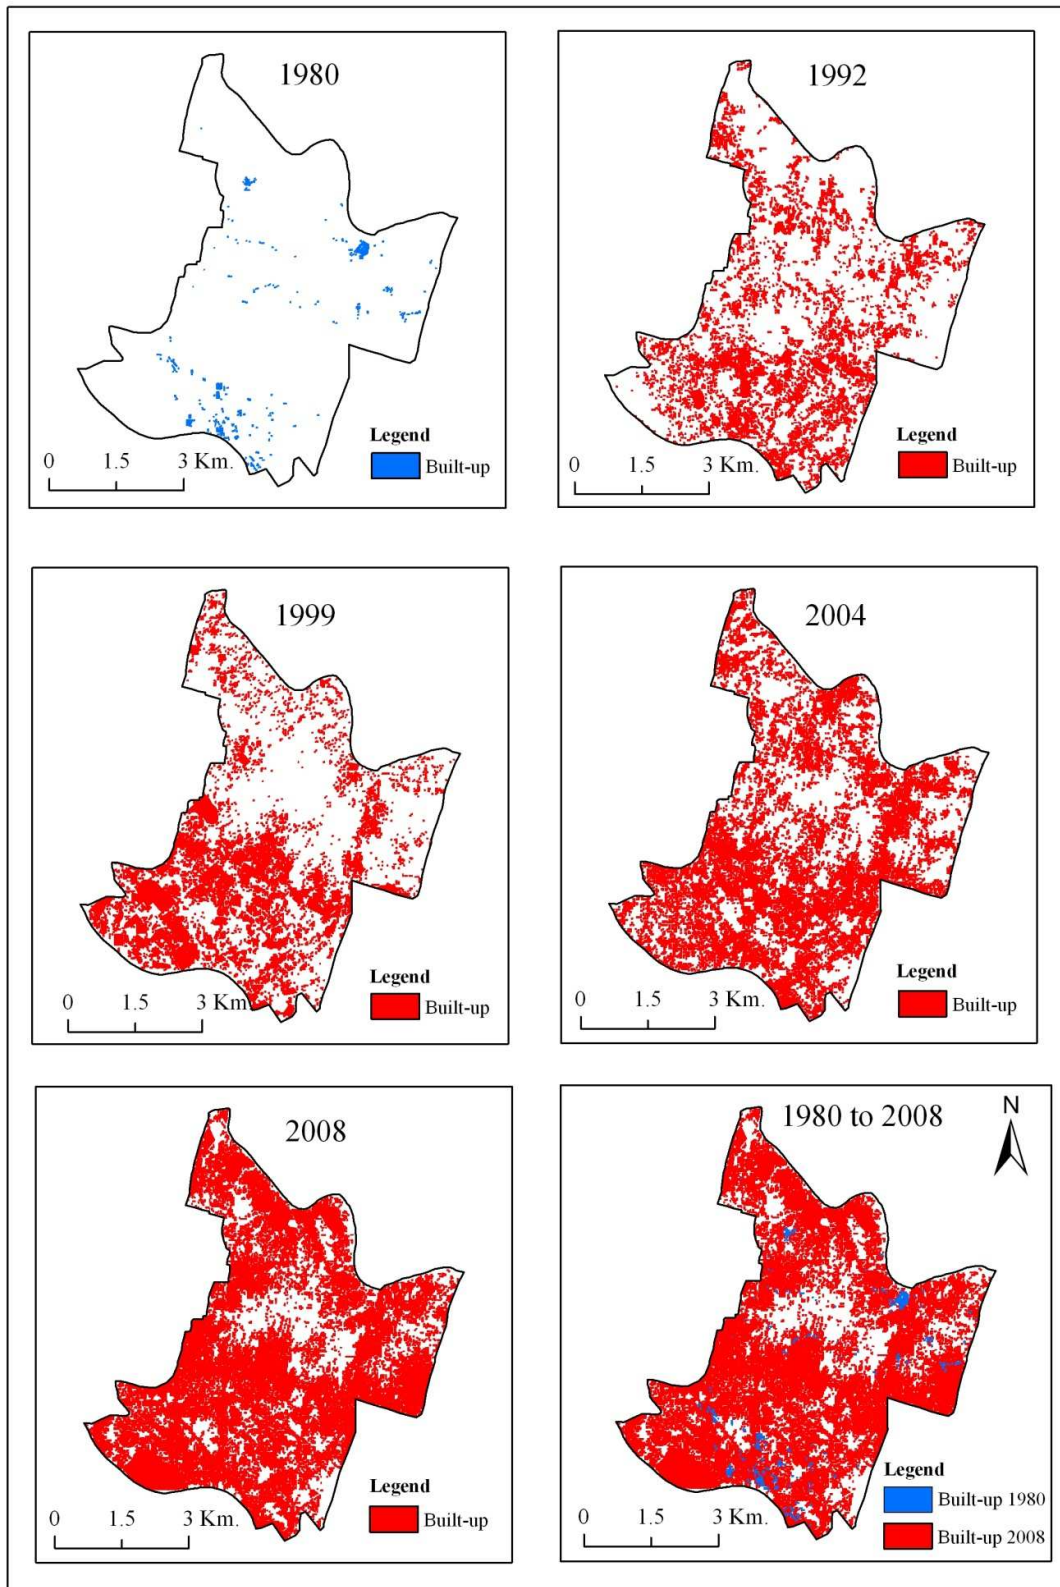 1980
Legend
0 1.5 3 Km.
Built-up
1992
Legend
0 1.5 3 Km.
Built-up
1999
Legend
0 1.5 3 Km.
Built-up
2004
Legend
0 1.5 3 Km.
Built-up
2008
Legend
0 1.5 3 Km.
Built-up
N
1980 to 2008
Legend
Built-up 1980
0 1.5 3 Km.
Built-up 2008